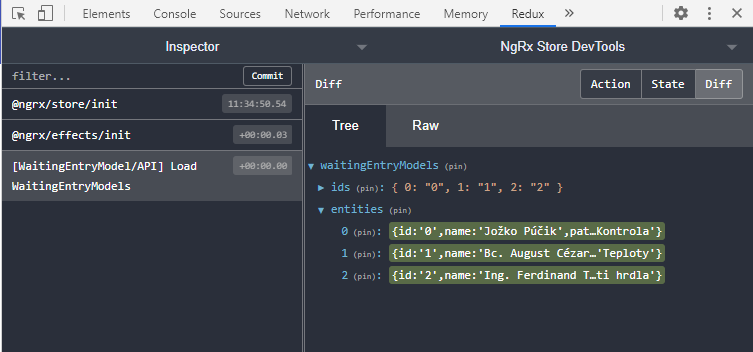 Elements Console Sources Network Performance Memory Redux »
Inspector NgRx Store DevTools
filter... Commit
Diff Action State Diff
@ngrx/store/init 11:34:50.54
@ngrx/effects/init +00:00.03
[WaitingEntryModel/API] Load +00:00.00
WaitingEntryModels
Tree Raw
▼ waitingEntryModels (pin)
▶ ids (pin): { 0: "0", 1: "1", 2: "2" }
▼ entities (pin)
0 (pin): {id:'0',name:'Jožko Púčik',pat…Kontrola'}
1 (pin): {id:'1',name:'Bc. August Cézar…'Teploty'}
2 (pin): {id:'2',name:'Ing. Ferdinand T…ti hrdla'}